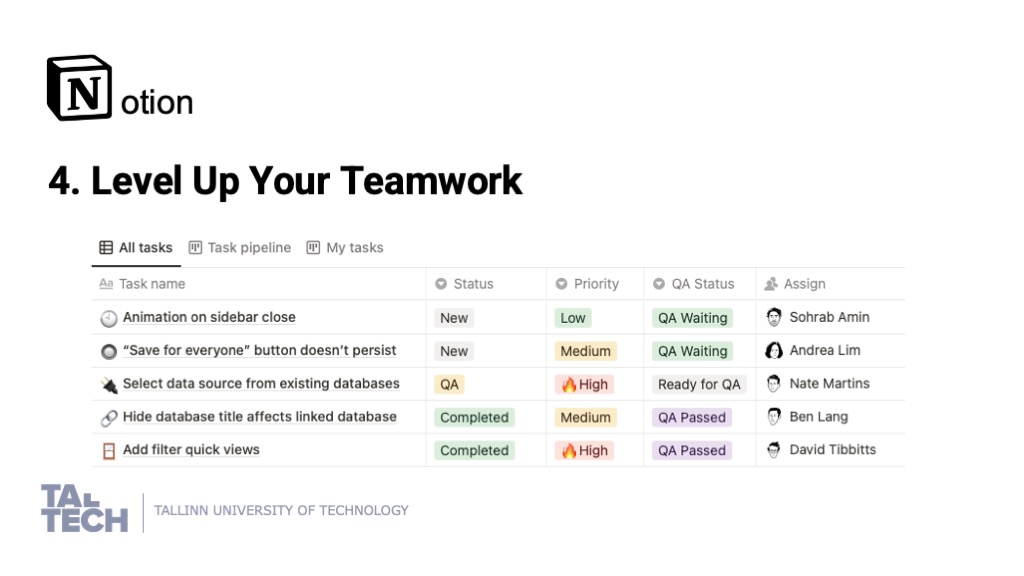 N otion
4. Level Up Your Teamwork
All tasks Task pipeline My tasks
Aa Task name Status Priority QA Status Assign
Animation on sidebar close New Low QA Waiting Sohrab Amin
“Save for everyone” button doesn’t persist New Medium QA Waiting Andrea Lim
Select data source from existing databases QA 🔥High Ready for QA Nate Martins
Hide database title affects linked database Completed Medium QA Passed Ben Lang
Add filter quick views Completed 🔥High QA Passed David Tibbitts
TAL
TECH
TALLINN UNIVERSITY OF TECHNOLOGY